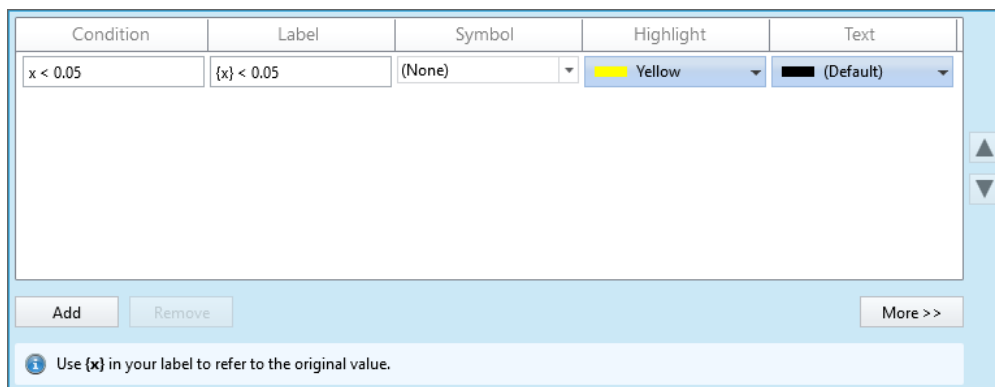 Condition Label Symbol Highlight Text
x < 0.05 {x} < 0.05 (None) Yellow (Default)
Add Remove More >>
Use {x} in your label to refer to the original value.